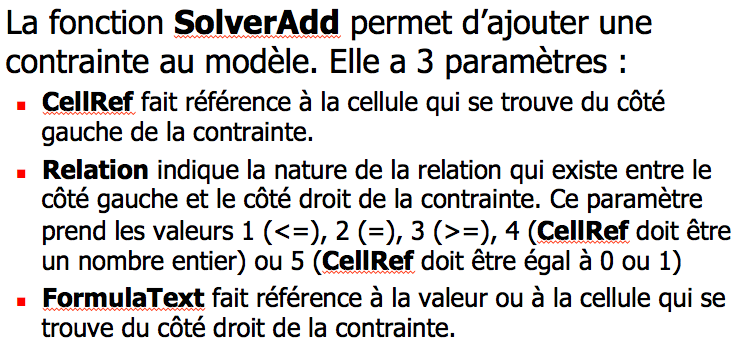 La fonction SolverAdd permet d’ajouter une
contrainte au modèle. Elle a 3 paramètres :
CellRef fait référence à la cellule qui se trouve du côté
gauche de la contrainte.
Relation indique la nature de la relation qui existe entre le
côté gauche et le côté droit de la contrainte. Ce paramètre
prend les valeurs 1 (<=), 2 (=), 3 (>=), 4 (CellRef doit être
un nombre entier) ou 5 (CellRef doit être égal à 0 ou 1)
FormulaText fait référence à la valeur ou à la cellule qui se
trouve du côté droit de la contrainte.